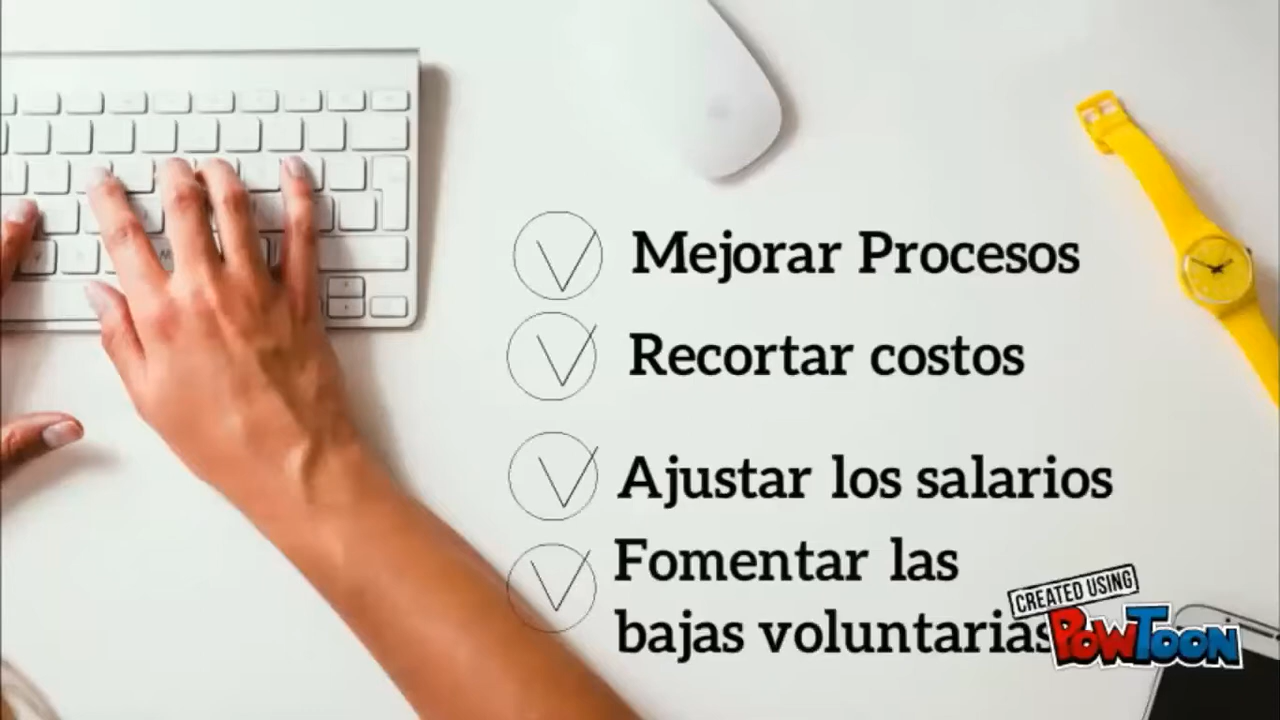 Mejorar Procesos
Recortar costos
Ajustar los salarios
Fomentar las
bajas voluntarias
CREATED USING
POWTOON